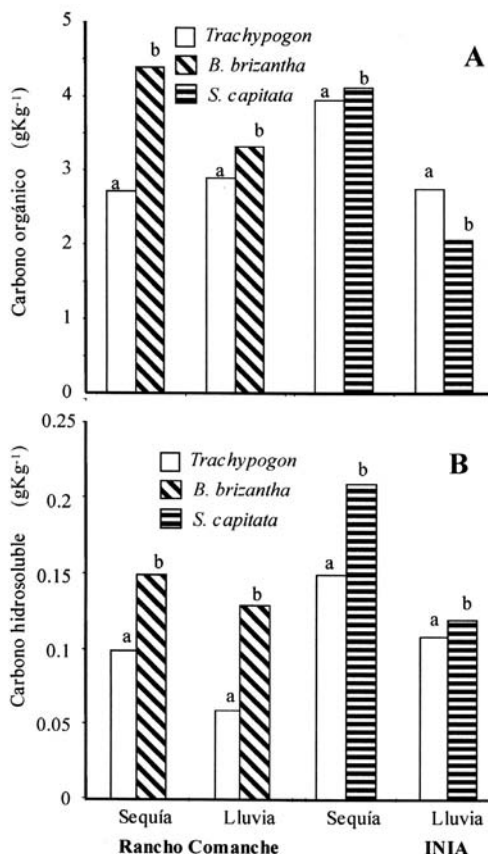 A
Carbono orgánico (gKg⁻¹)
5
4
3
2
1
0
Trachypogon
B. brizantha
S. capitata
a
b
a
b
a
b
a
b
B
Carbono hidrosoluble (gKg⁻¹)
0.25
0.2
0.15
0.1
0.05
0
Trachypogon
B. brizantha
S. capitata
a
b
a
b
a
b
a
b
Sequía Lluvia Sequía Lluvia
Rancho Comanche INIA